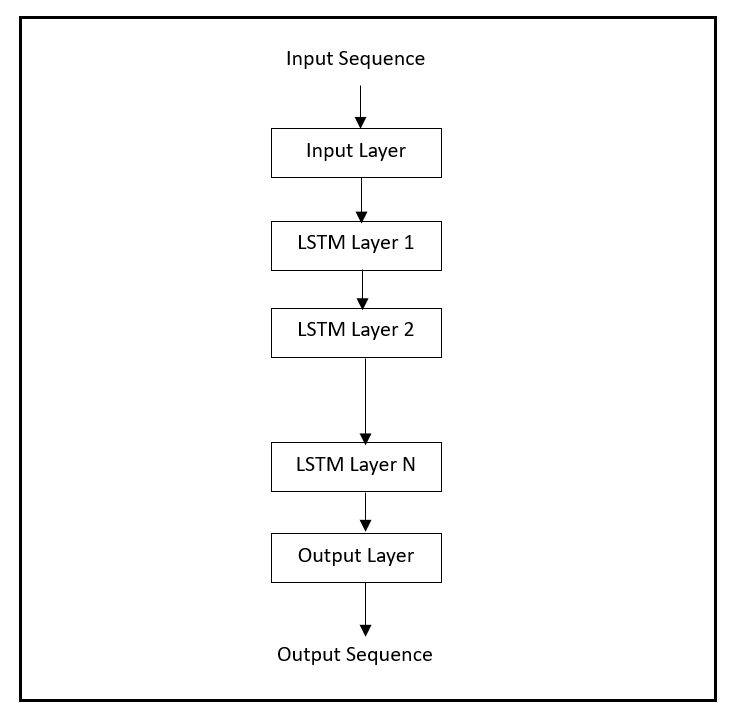 Input Sequence
Input Layer
LSTM Layer 1
LSTM Layer 2
LSTM Layer N
Output Layer
Output Sequence